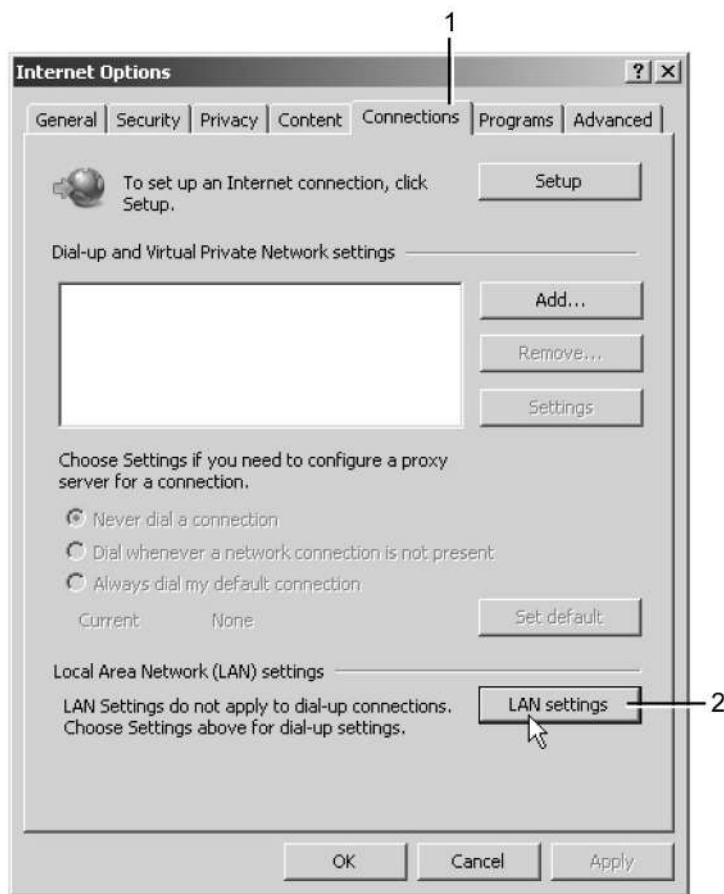 1
Internet Options
General Security Privacy Content Connections Programs Advanced
To set up an Internet connection, click
Setup.
Setup
Dial-up and Virtual Private Network settings
Add...
Remove...
Settings
Choose Settings if you need to configure a proxy
server for a connection.
Never dial a connection
Dial whenever a network connection is not present
Always dial my default connection
Current None
Set default
Local Area Network (LAN) settings
LAN Settings do not apply to dial-up connections.
Choose Settings above for dial-up settings.
LAN settings
2
OK Cancel Apply